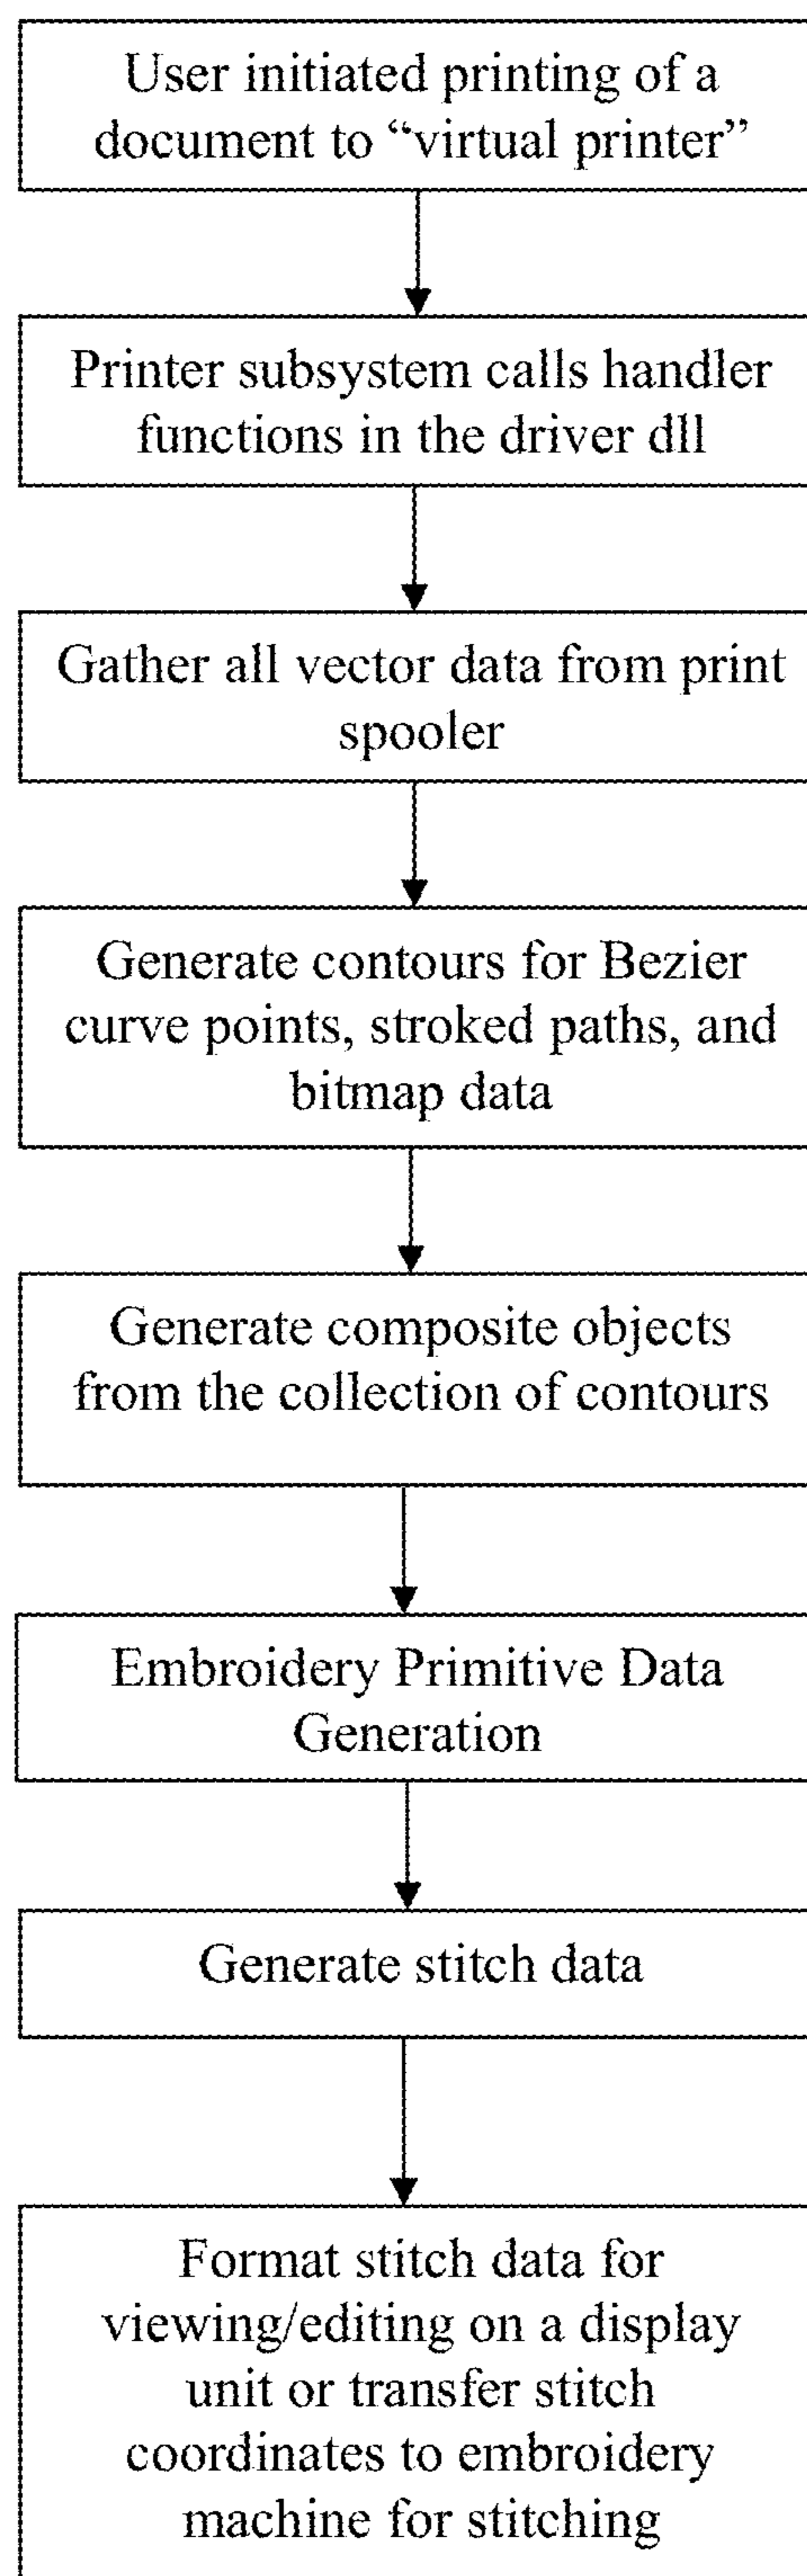 User initiated printing of a
document to “virtual printer”
Printer subsystem calls handler
functions in the driver dll
Gather all vector data from print
spooler
Generate contours for Bezier
curve points, stroked paths, and
bitmap data
Generate composite objects
from the collection of contours
Embroidery Primitive Data
Generation
Generate stitch data
Format stitch data for
viewing/editing on a display
unit or transfer stitch
coordinates to embroidery
machine for stitching